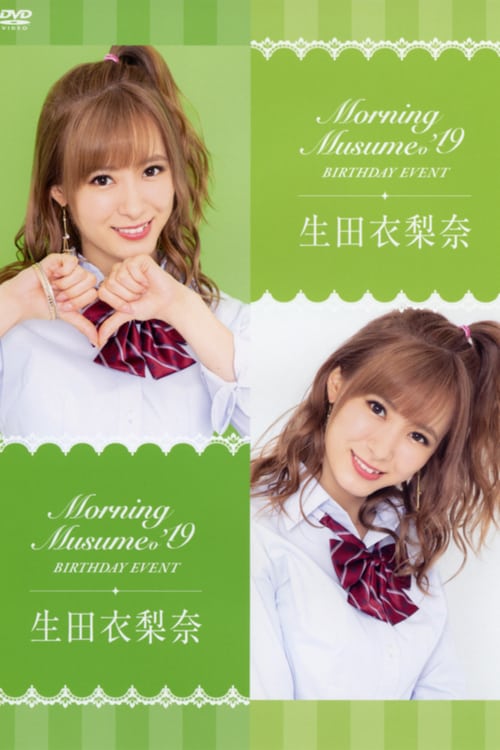 DVD
VIDEO
Morning
Musume。'19
BIRTHDAY EVENT
生田衣梨奈
Morning
Musume。'19
BIRTHDAY EVENT
生田衣梨奈